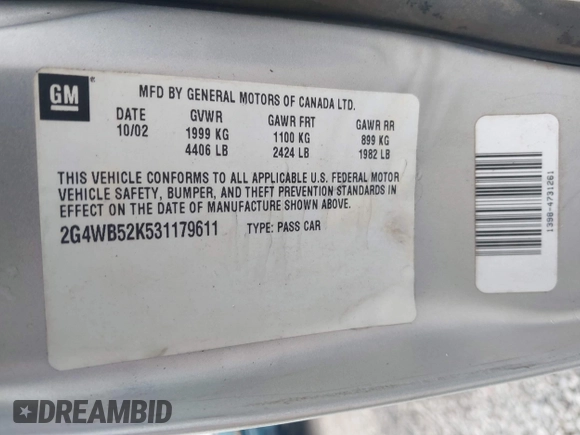 GM
MFD BY GENERAL MOTORS OF CANADA LTD.
DATE GVWR GAWR FRT GAWR RR
10/02 1999 KG 1100 KG 899 KG
4406 LB 2424 LB 1982 LB
THIS VEHICLE CONFORMS TO ALL APPLICABLE U.S. FEDERAL MOTOR
VEHICLE SAFETY, BUMPER, AND THEFT PREVENTION STANDARDS IN
EFFECT ON THE DATE OF MANUFACTURE SHOWN ABOVE.
2G4WB52K531179611 TYPE: PASS CAR
1398-4731261
DREAMBID